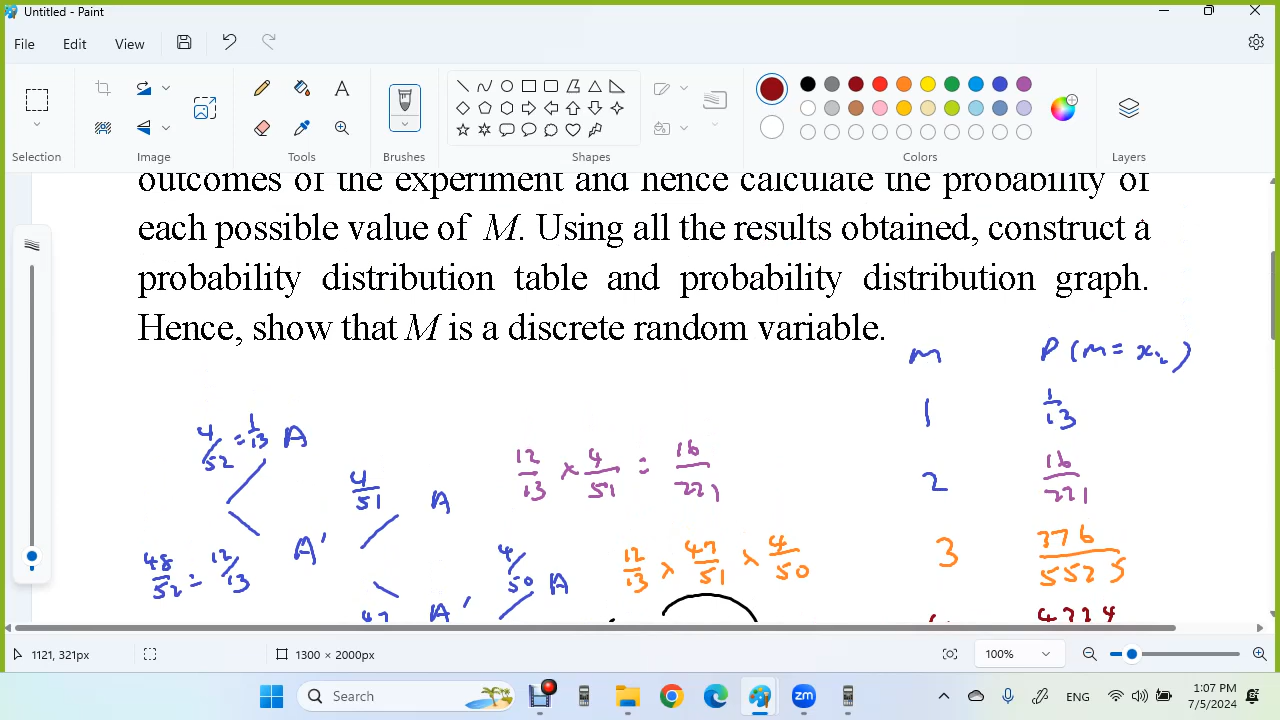 Untitled - Paint
File Edit View
Selection Image Tools Brushes Shapes Colors Layers
outcomes of the experiment and hence calculate the probability of
each possible value of M. Using all the results obtained, construct a
probability distribution table and probability distribution graph.
Hence, show that M is a discrete random variable.
m P(m=x
1 1/13
4/52 = 1/13 A
12/13 × 4/51 = 16/221
2 16/221
4/51 A
A'
3 376/5525
48/52 = 12/13
4/50 A
12/13 × 47/51 × 4/50
47 A'
4224
1121, 321px 1300 × 2000px 100%
Search
zm
ENG
1:07 PM
7/5/2024